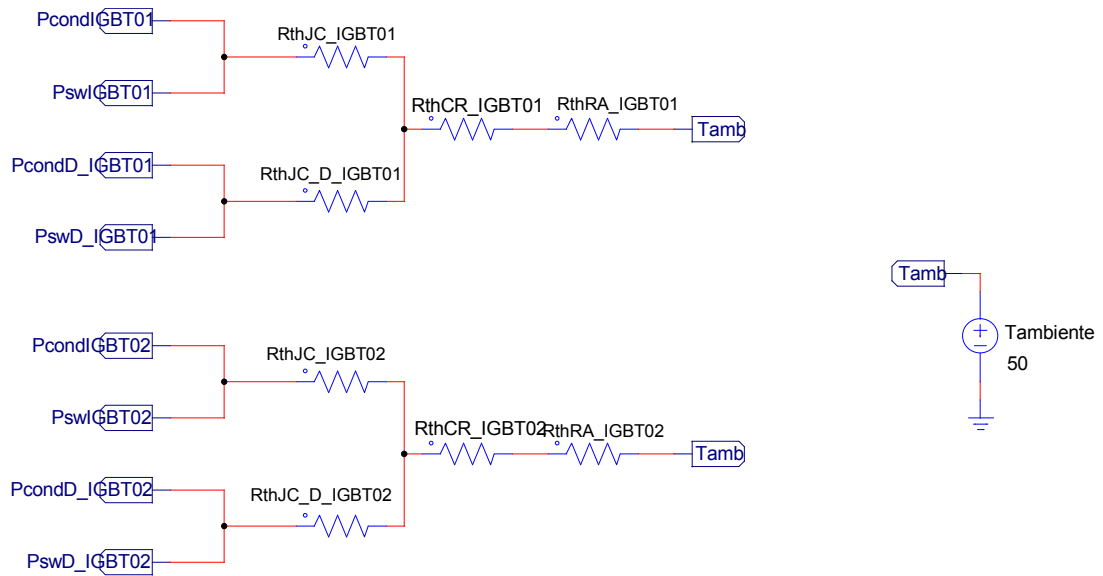 PcondIGBT01
RthJC_IGBT01
PswIGBT01
RthCR_IGBT01
RthRA_IGBT01
Tamb
PcondD_IGBT01
RthJC_D_IGBT01
PswD_IGBT01
Tamb
Tambiente
50
PcondIGBT02
RthJC_IGBT02
PswIGBT02
RthCR_IGBT02
RthRA_IGBT02
Tamb
PcondD_IGBT02
RthJC_D_IGBT02
PswD_IGBT02